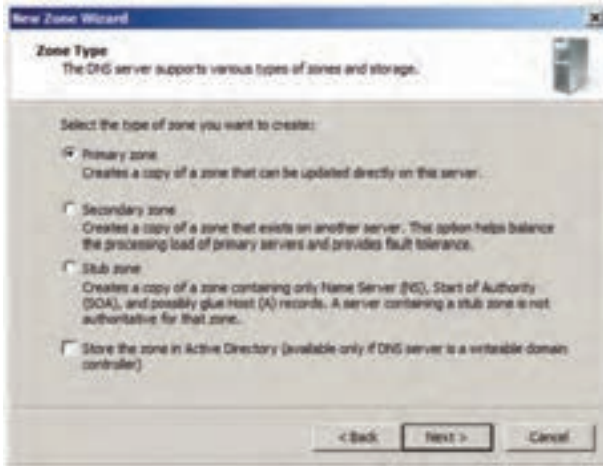 New Zone Wizard
Zone Type
The DNS server supports various types of zones and storage.
Select the type of zone you want to create:
Primary zone
Creates a copy of a zone that can be updated directly on this server.
Secondary zone
Creates a copy of a zone that exists on another server. This option helps balance
the processing load of primary servers and provides fault tolerance.
Stub zone
Creates a copy of a zone containing only Name Server (NS), Start of Authority
(SOA), and possibly glue Host (A) records. A server containing a stub zone is not
authoritative for that zone.
Store the zone in Active Directory (available only if DNS server is a writeable domain
controller)
< Back
Next >
Cancel